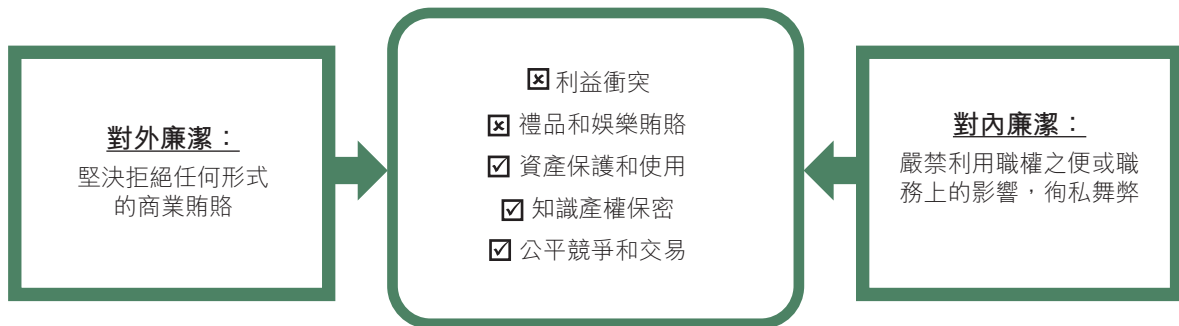 對外廉潔：
堅決拒絕任何形式
的商業賄賂
☒ 利益衝突
☒ 禮品和娛樂賄賂
☑ 資產保護和使用
☑ 知識產權保密
☑ 公平競爭和交易
對內廉潔：
嚴禁利用職權之便或職
務上的影響，徇私舞弊